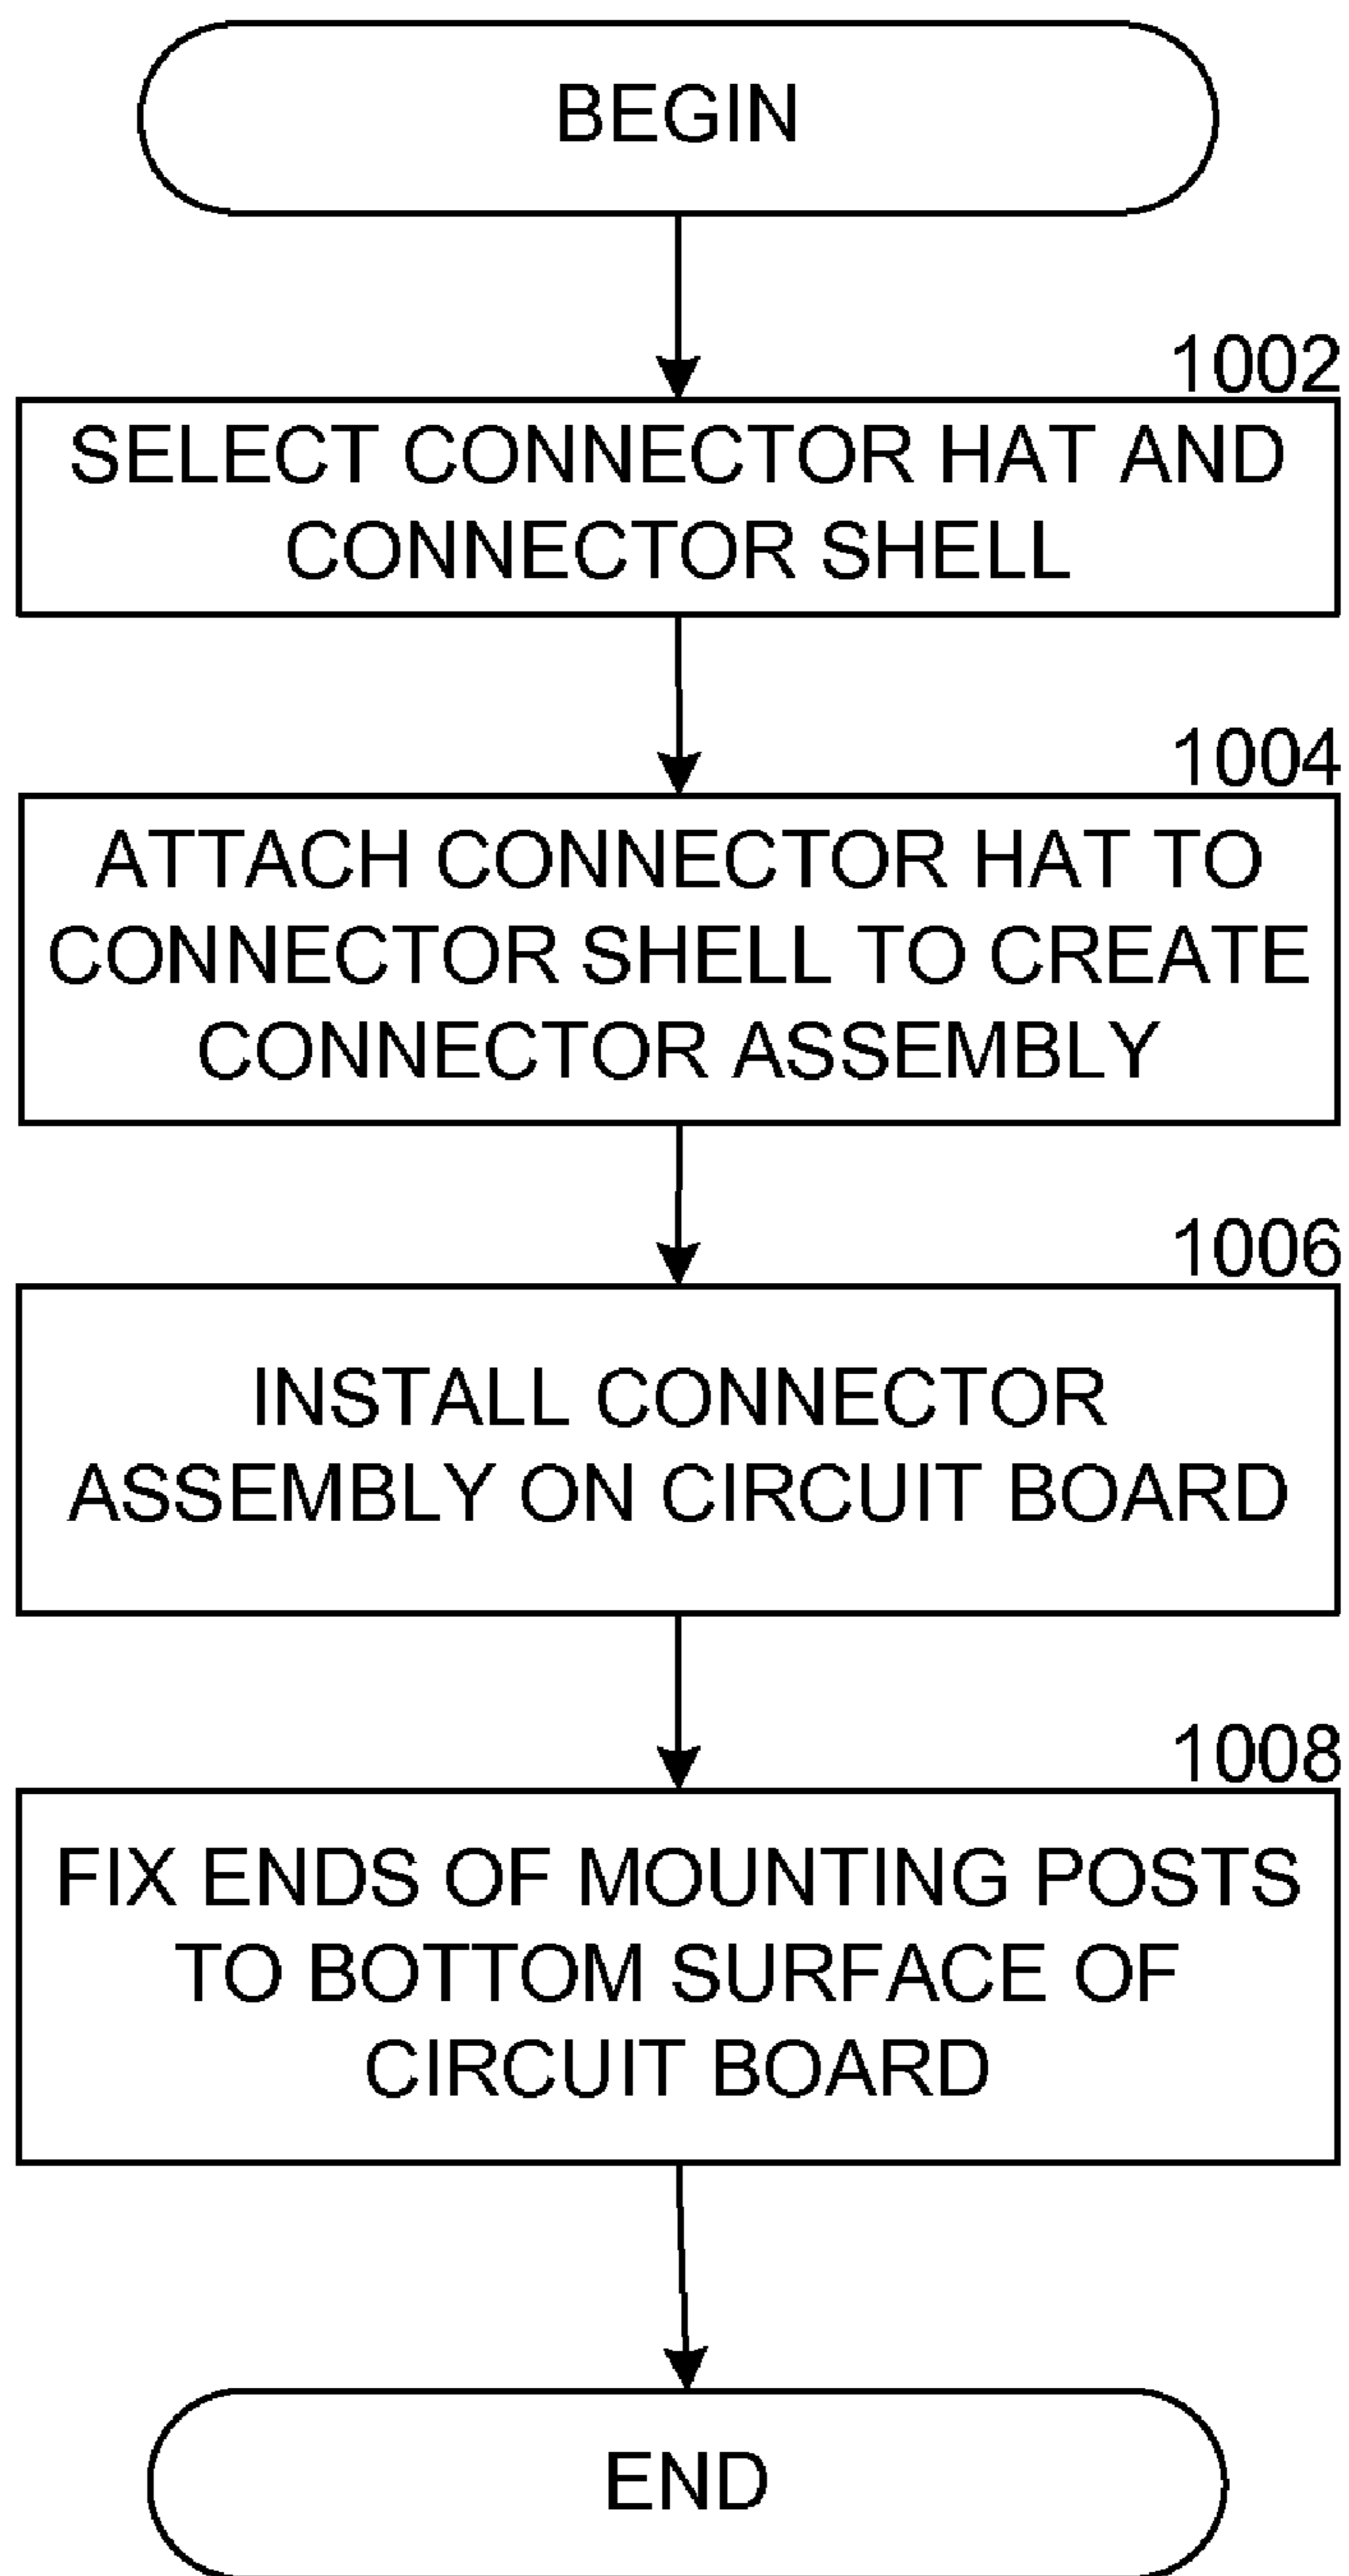 BEGIN
1002
SELECT CONNECTOR HAT AND
CONNECTOR SHELL
1004
ATTACH CONNECTOR HAT TO
CONNECTOR SHELL TO CREATE
CONNECTOR ASSEMBLY
1006
INSTALL CONNECTOR
ASSEMBLY ON CIRCUIT BOARD
1008
FIX ENDS OF MOUNTING POSTS
TO BOTTOM SURFACE OF
CIRCUIT BOARD
END